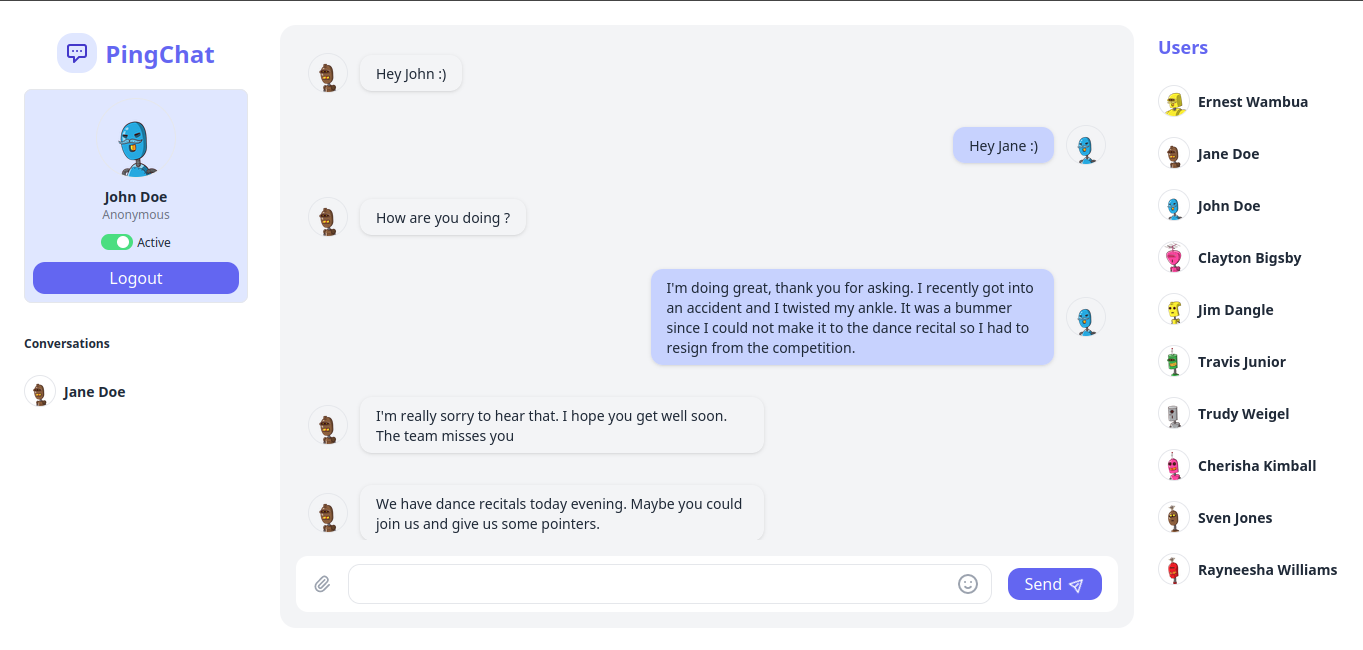 PingChat
John Doe
Anonymous
Active
Logout
Conversations
Jane Doe
Hey John :)
Hey Jane :)
How are you doing ?
I'm doing great, thank you for asking. I recently got into
an accident and I twisted my ankle. It was a bummer
since I could not make it to the dance recital so I had to
resign from the competition.
I'm really sorry to hear that. I hope you get well soon.
The team misses you
We have dance recitals today evening. Maybe you could
join us and give us some pointers.
Send
Users
Ernest Wambua
Jane Doe
John Doe
Clayton Bigsby
Jim Dangle
Travis Junior
Trudy Weigel
Cherisha Kimball
Sven Jones
Rayneesha Williams